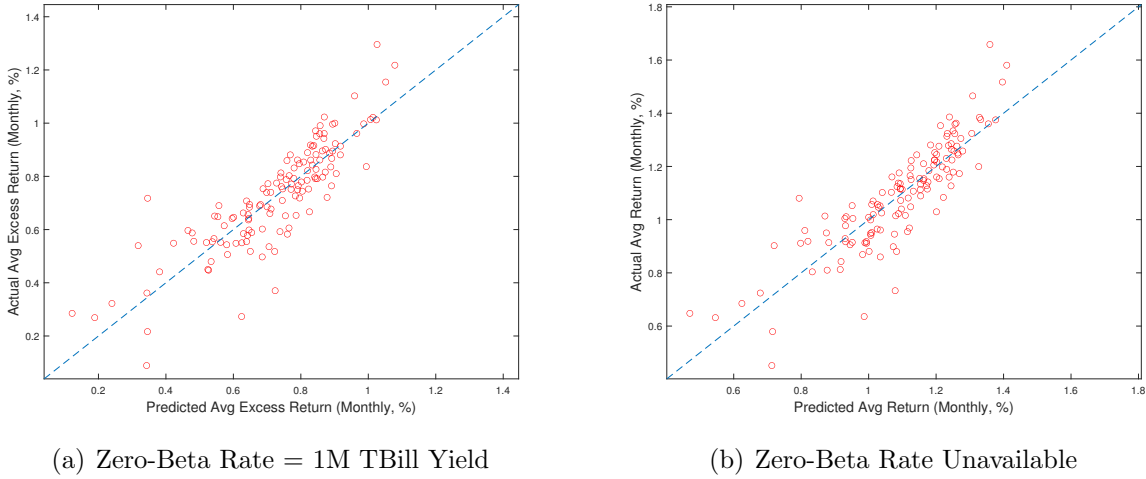 1.4
1.2
1
0.8
0.6
0.4
0.2
Actual Avg Excess Return (Monthly, %)
0.2 0.4 0.6 0.8 1 1.2 1.4
Predicted Avg Excess Return (Monthly, %)
(a) Zero-Beta Rate = 1M TBill Yield
1.8
1.6
1.4
1.2
1
0.8
0.6
Actual Avg Return (Monthly, %)
0.6 0.8 1 1.2 1.4 1.6 1.8
Predicted Avg Return (Monthly, %)
(b) Zero-Beta Rate Unavailable